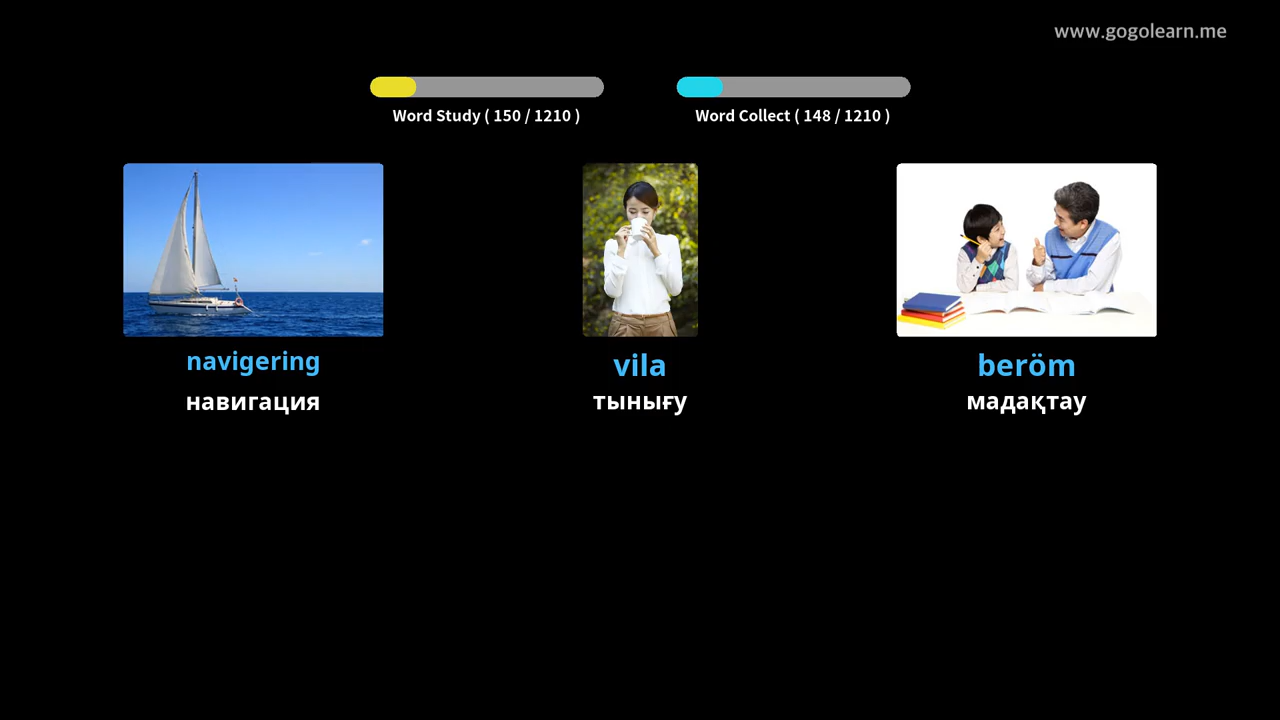 www.gogolearn.me
Word Study ( 150 / 1210 )
Word Collect ( 148 / 1210 )
navigering
vila
beröm
навигация
тынығу
мадақтау